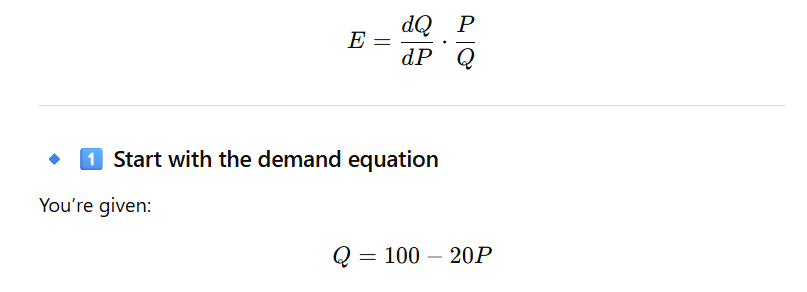 E = dQ/dP · P/Q
🔹 1️⃣ Start with the demand equation
You’re given:
Q = 100 − 20P